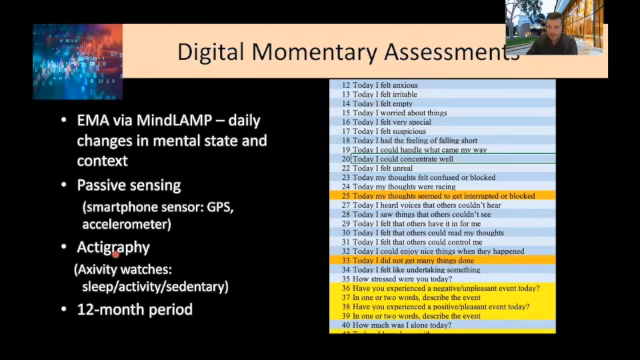 Digital Momentary Assessments
• EMA via MindLAMP – daily
changes in mental state and
context
• Passive sensing
(smartphone sensor: GPS,
accelerometer)
• Actigraphy
(Axivity watches:
sleep/activity/sedentary)
• 12-month period
12 Today I felt anxious
13 Today I felt irritable
14 Today I felt empty
15 Today I worried about things
16 Today I felt very special
17 Today I felt suspicious
18 Today I had the feeling of falling short
19 Today I could handle what came my way
20 Today I could concentrate well
22 Today I felt unreal
23 Today my thoughts felt confused or blocked
24 Today my thoughts were racing
25 Today my thoughts seemed to get interrupted or blocked
27 Today I heard voices that others couldn't hear
28 Today I saw things that others couldn't see
29 Today I felt that others have it in for me
30 Today I felt that others could read my thoughts
31 Today I felt that others could control me
32 Today I could enjoy nice things when they happened
33 Today I did not get many things done
34 Today I felt like undertaking something
35 How stressed were you today?
36 Have you experienced a negative/unpleasant event today?
37 In one or two words, describe the event
38 Have you experienced a positive/pleasant event today?
39 In one or two words, describe the event
40 How much was I alone today?